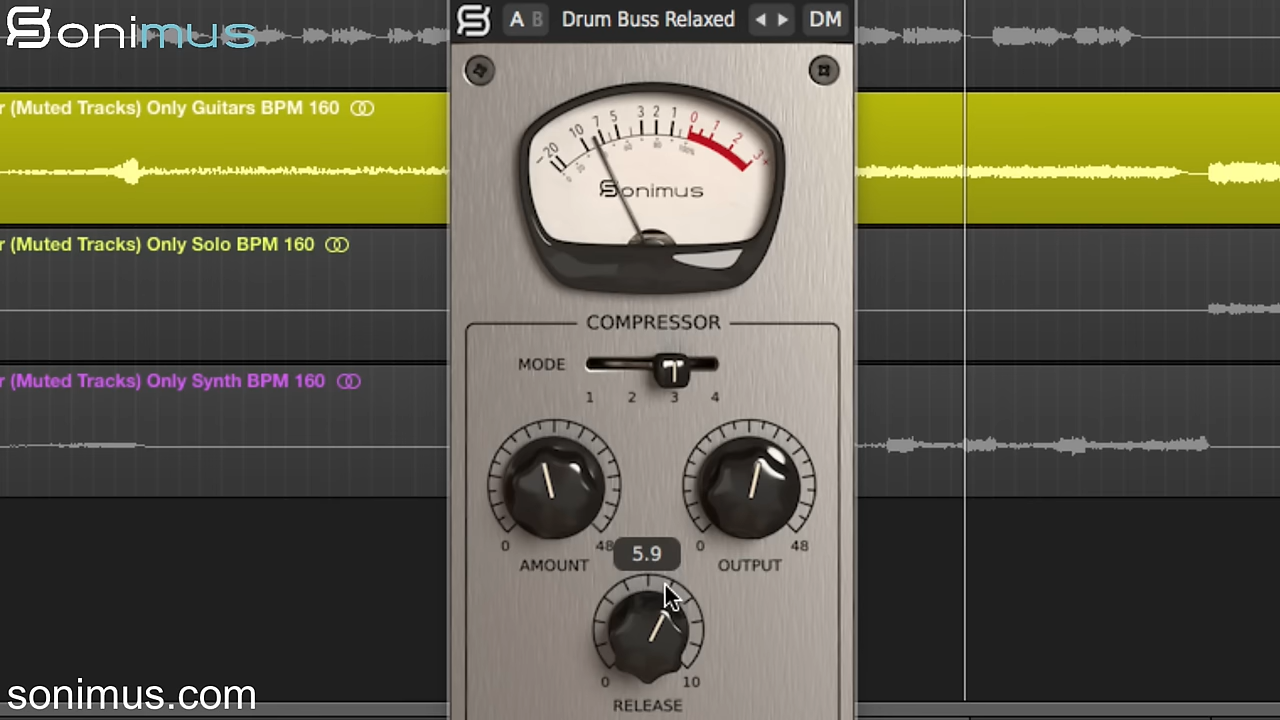 Sonimus
A B Drum Buss Relaxed DM
r (Muted Tracks) Only Guitars BPM 160
20 10 7 5 3 2 1 0 1 2 3
Sonimus
r (Muted Tracks) Only Solo BPM 160
COMPRESSOR
MODE
1 2 3 4
r (Muted Tracks) Only Synth BPM 160
0 48
AMOUNT
0 48
OUTPUT
5.9
0 10
RELEASE
sonimus.com